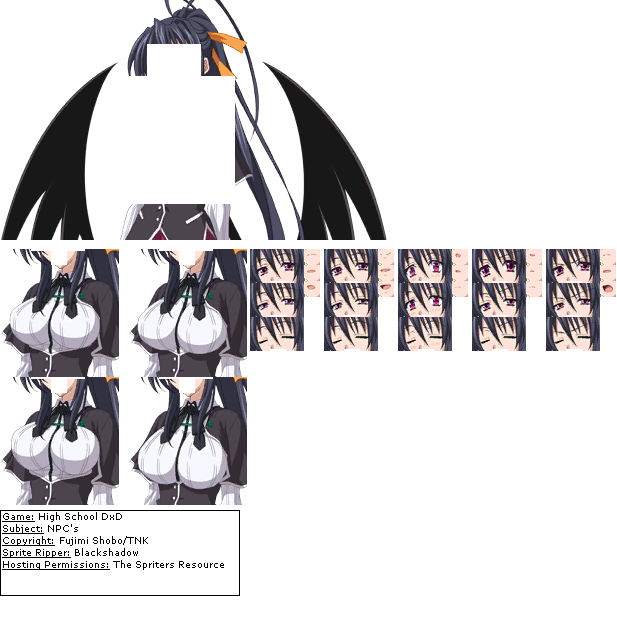 Game: High School DxD
Subject: NPC's
Copyright: Fujimi Shobo/TNK
Sprite Ripper: Blackshadow
Hosting Permissions: The Spriters Resource